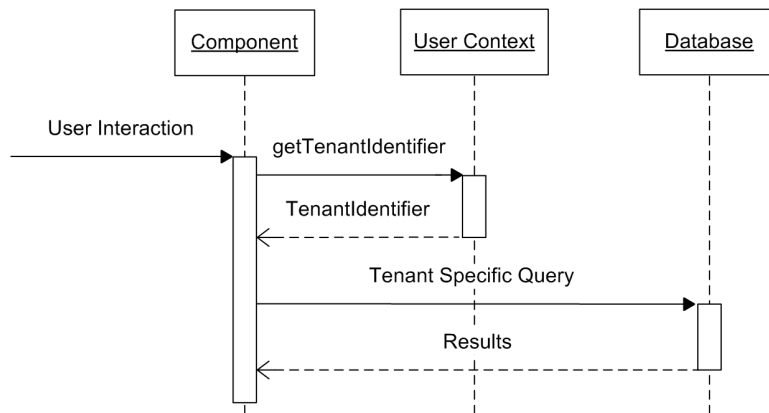 Component
User Context
Database
User Interaction
getTenantIdentifier
TenantIdentifier
Tenant Specific Query
Results